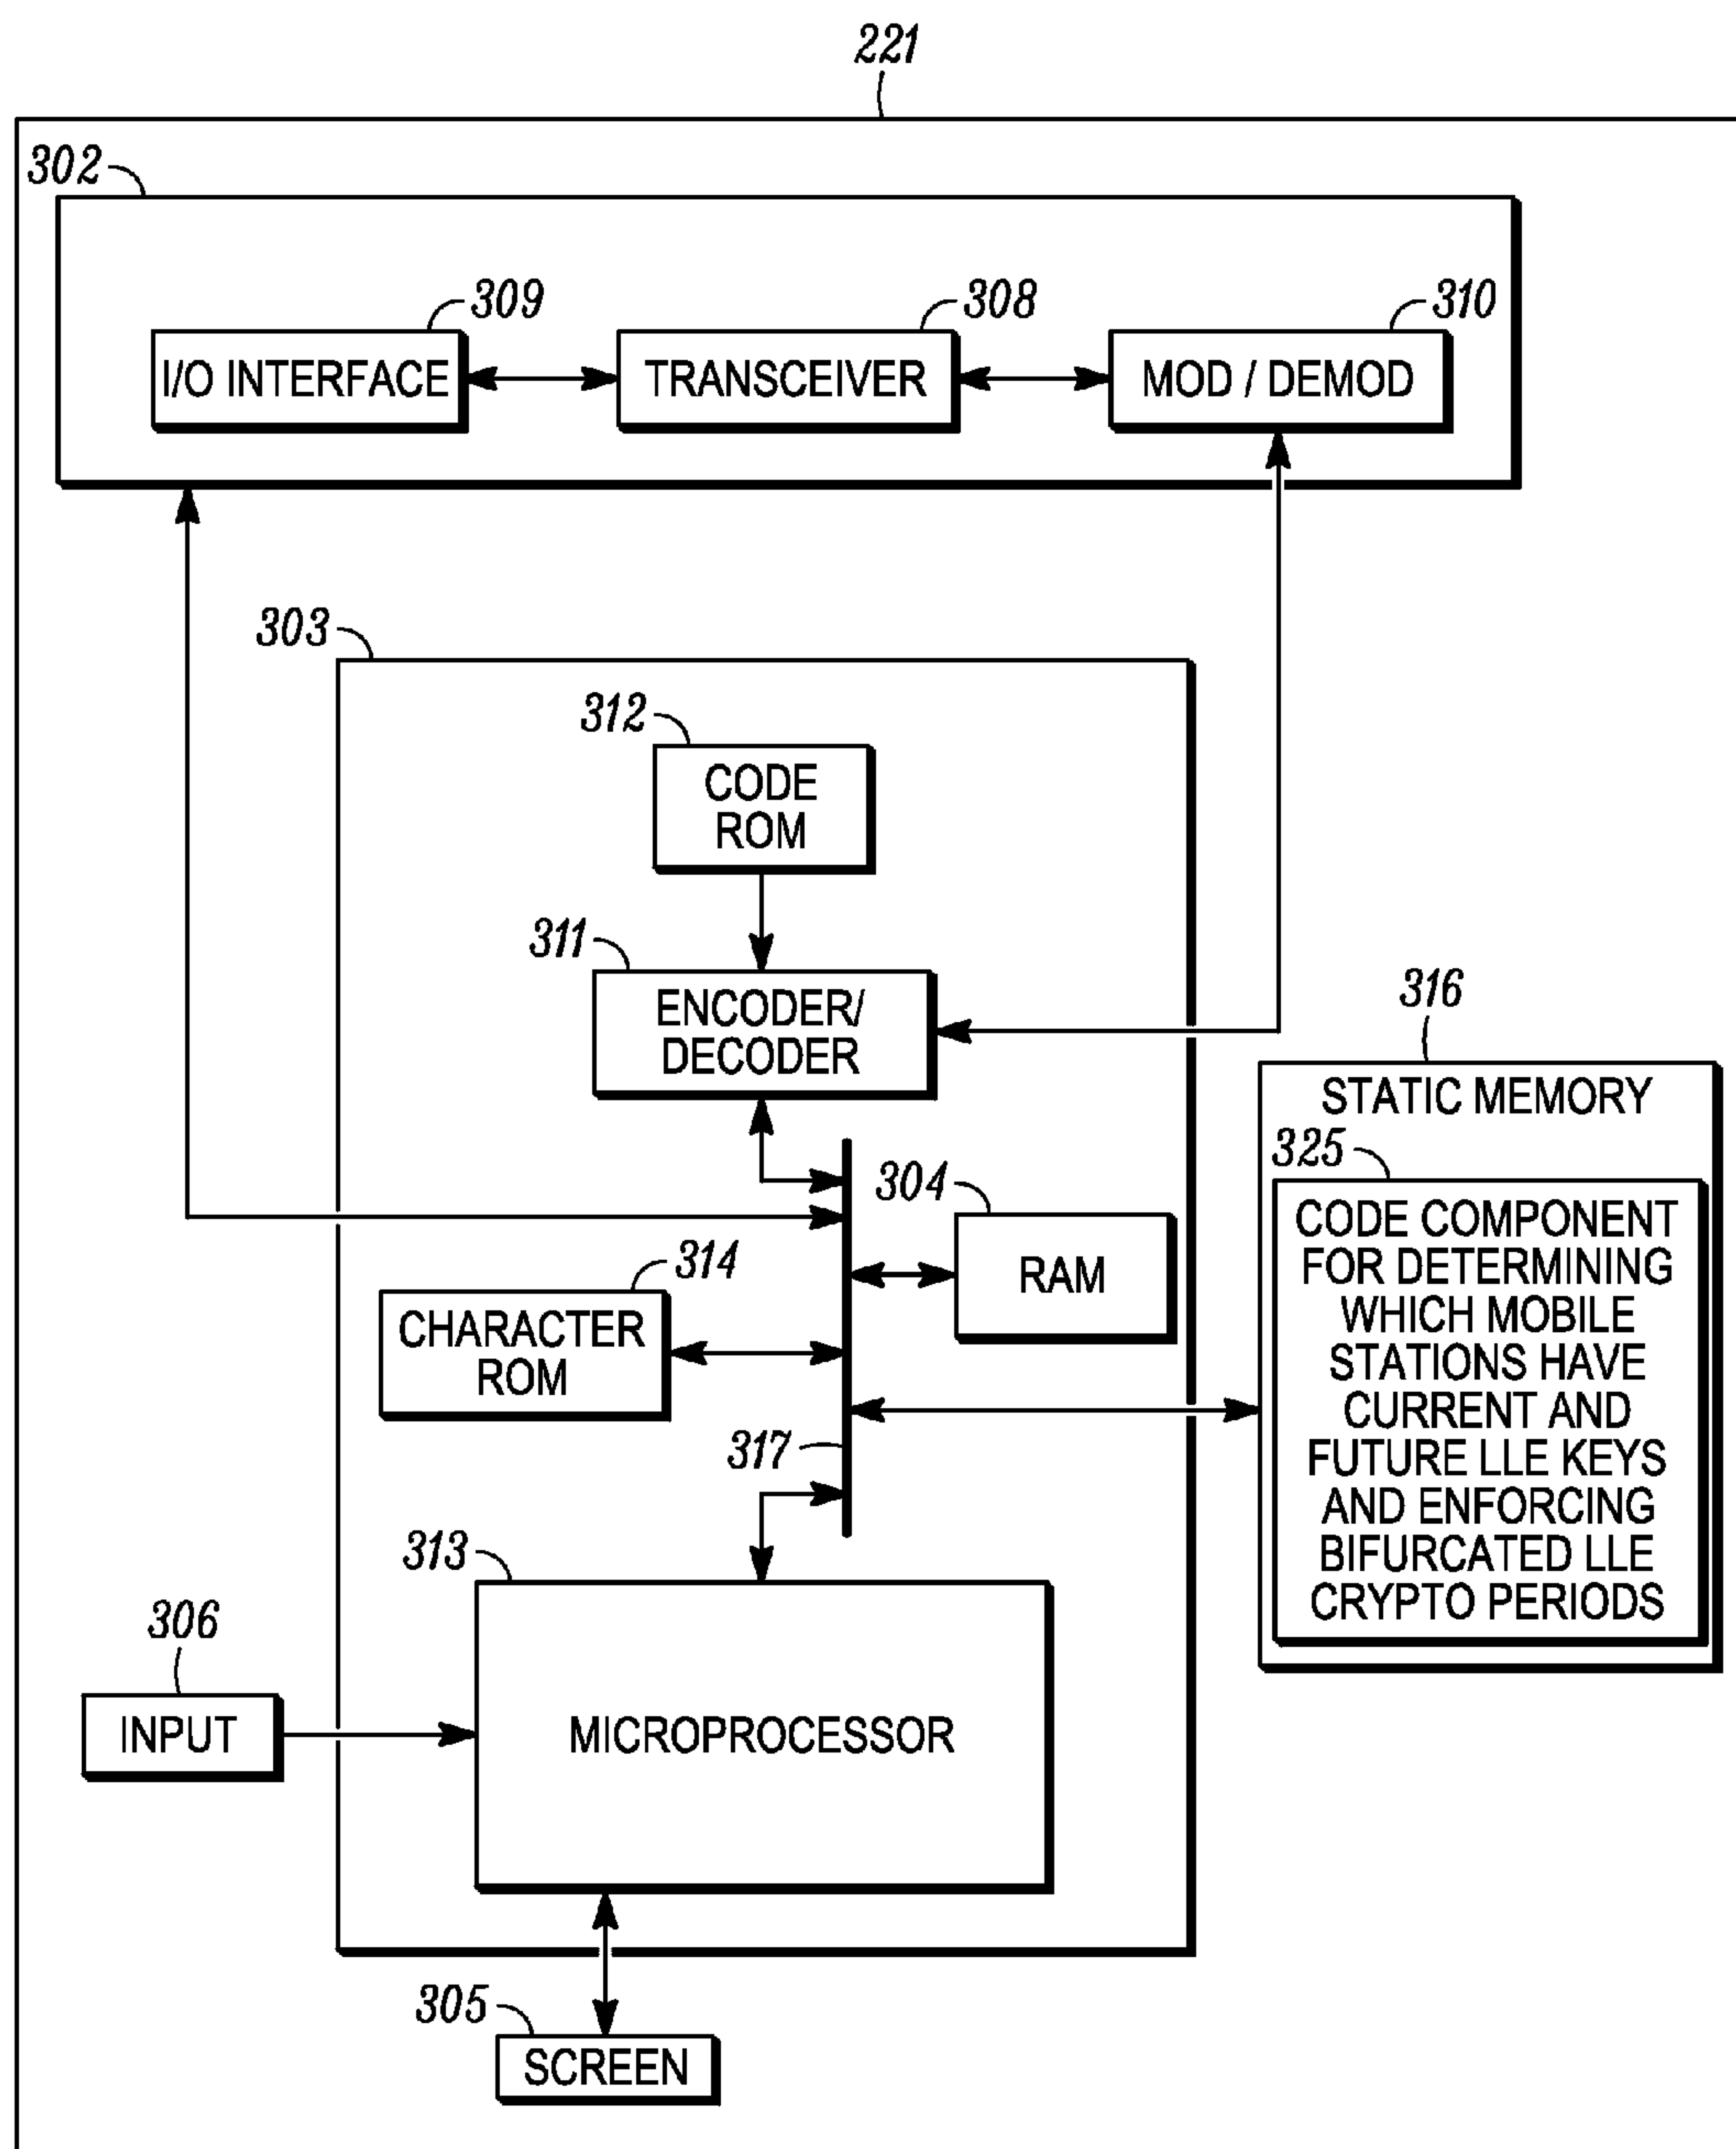 221
302
309
308
310
I/O INTERFACE
TRANSCEIVER
MOD / DEMOD
303
312
CODE
ROM
311
ENCODER/
DECODER
316
STATIC MEMORY
325
CODE COMPONENT
FOR DETERMINING
WHICH MOBILE
STATIONS HAVE
CURRENT AND
FUTURE LLE KEYS
AND ENFORCING
BIFURCATED LLE
CRYPTO PERIODS
304
RAM
314
CHARACTER
ROM
317
313
MICROPROCESSOR
306
INPUT
305
SCREEN